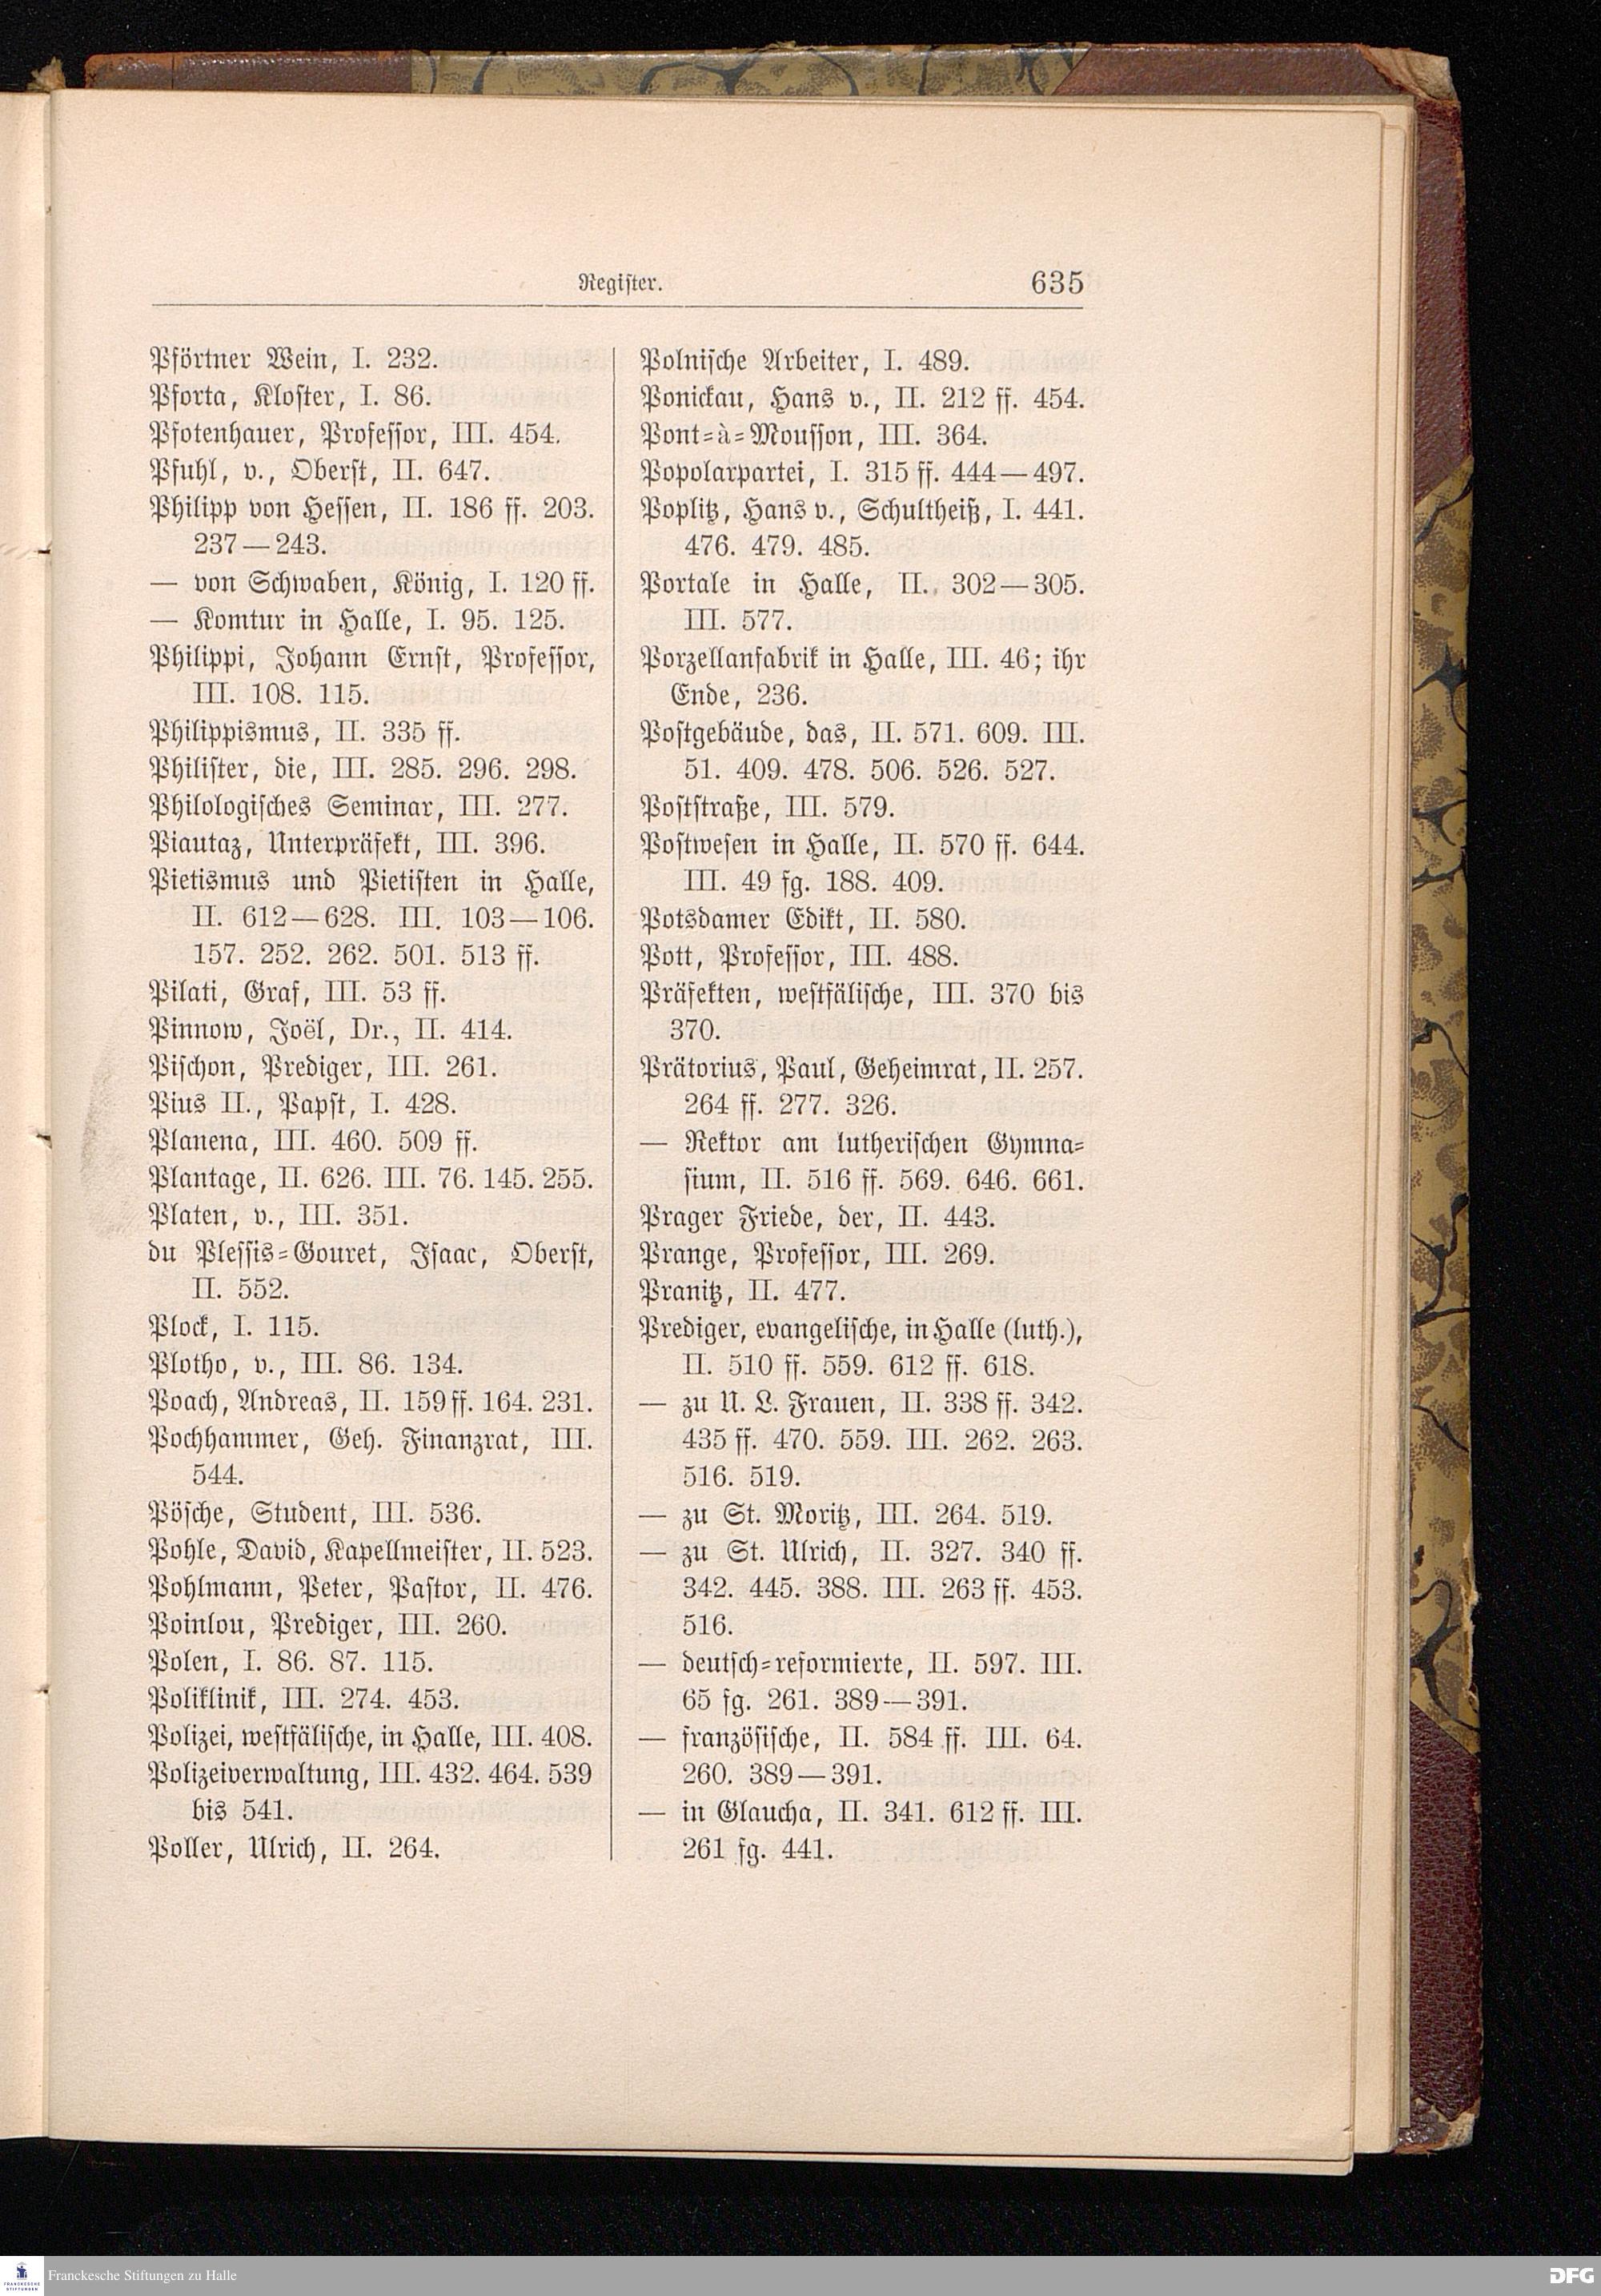 Register.
635
Pförtner Wein, I. 232.
Pforta, Kloster, I. 86.
Pfotenhauer, Professor, III. 454.
Pfuhl, v., Oberst, II. 647.
Philipp von Hessen, II. 186 ff. 203.
237—243.
— von Schwaben, König, I. 120 ff.
— Komtur in Halle, I. 95. 125.
Philippi, Johann Ernst, Professor,
III. 108. 115.
Philippismus, II. 335 ff.
Philister, die, III. 285. 296. 298.
Philologisches Seminar, III. 277.
Piautaz, Unterpräfekt, III. 396.
Pietismus und Pietisten in Halle,
II. 612—628. III. 103—106.
157. 252. 262. 501. 513 ff.
Pilati, Graf, III. 53 ff.
Pinnow, Joël, Dr., II. 414.
Pischon, Prediger, III. 261.
Pius II., Papst, I. 428.
Planena, III. 460. 509 ff.
Plantage, II. 626. III. 76. 145. 255.
Platen, v., III. 351.
du Plessis-Gouret, Isaac, Oberst,
II. 552.
Plock, I. 115.
Plotho, v., III. 86. 134.
Poach, Andreas, II. 159 ff. 164. 231.
Pochhammer, Geh. Finanzrat, III.
544.
Pösche, Student, III. 536.
Pohle, David, Kapellmeister, II. 523.
Pohlmann, Peter, Pastor, II. 476.
Poinlou, Prediger, III. 260.
Polen, I. 86. 87. 115.
Poliklinik, III. 274. 453.
Polizei, westfälische, in Halle, III. 408.
Polizeiverwaltung, III. 432. 464. 539
bis 541.
Poller, Ulrich, II. 264.
Polnische Arbeiter, I. 489.
Ponickau, Hans v., II. 212 ff. 454.
Pont-à-Mousson, III. 364.
Popolarpartei, I. 315 ff. 444—497.
Poplitz, Hans v., Schultheiß, I. 441.
476. 479. 485.
Portale in Halle, II. 302—305.
III. 577.
Porzellanfabrik in Halle, III. 46; ihr
Ende, 236.
Postgebäude, das, II. 571. 609. III.
51. 409. 478. 506. 526. 527.
Poststraße, III. 579.
Postwesen in Halle, II. 570 ff. 644.
III. 49 fg. 188. 409.
Potsdamer Edikt, II. 580.
Pott, Professor, III. 488.
Präfekten, westfälische, III. 370 bis
370.
Prätorius, Paul, Geheimrat, II. 257.
264 ff. 277. 326.
— Rektor am lutherischen Gymna-
sium, II. 516 ff. 569. 646. 661.
Prager Friede, der, II. 443.
Prange, Professor, III. 269.
Pranitz, II. 477.
Prediger, evangelische, in Halle (luth.),
II. 510 ff. 559. 612 ff. 618.
— zu U. L. Frauen, II. 338 ff. 342.
435 ff. 470. 559. III. 262. 263.
516. 519.
— zu St. Moritz, III. 264. 519.
— zu St. Ulrich, II. 327. 340 ff.
342. 445. 388. III. 263 ff. 453.
516.
— deutsch-reformierte, II. 597. III.
65 fg. 261. 389—391.
— französische, II. 584 ff. III. 64.
260. 389—391.
— in Glaucha, II. 341. 612 ff. III.
261 fg. 441.
FRANCKESCHE
STIFTUNGEN
Franckesche Stiftungen zu Halle
DFG